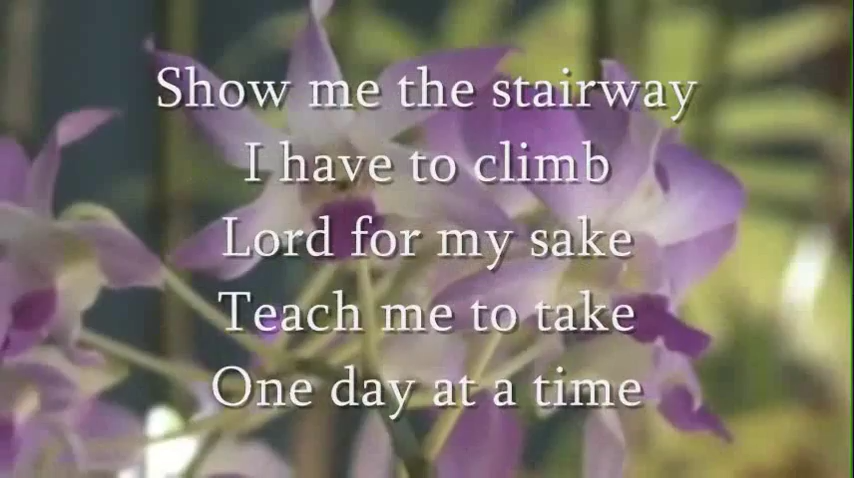 Show me the stairway
I have to climb
Lord for my sake
Teach me to take
One day at a time